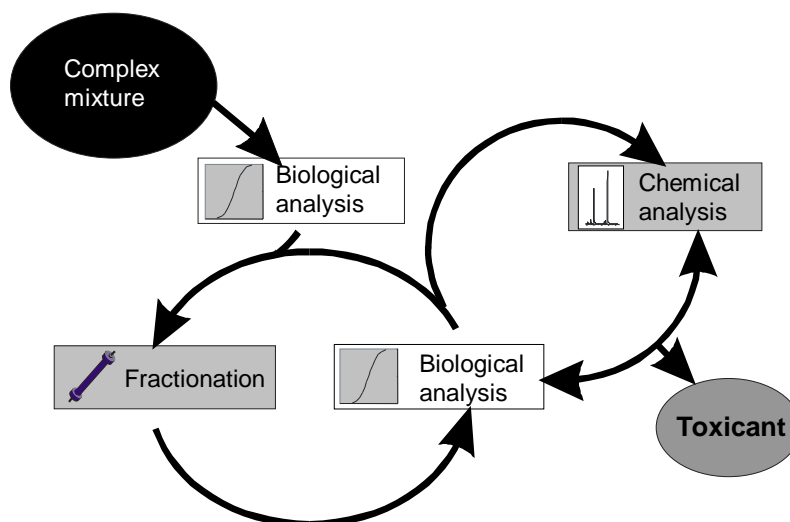 Complex
mixture
Biological
analysis
Chemical
analysis
Fractionation
Biological
analysis
Toxicant